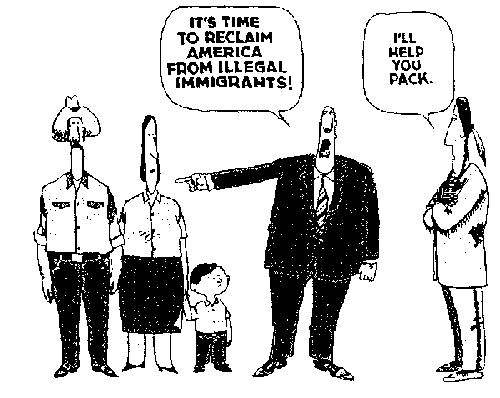 IT'S TIME
TO RECLAIM
AMERICA
FROM ILLEGAL
IMMIGRANTS!
I'LL
HELP
YOU
PACK.